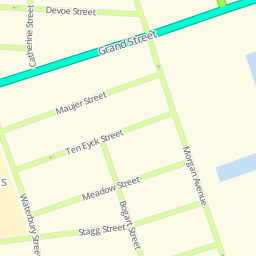 Devoe Street
Catherine Street
Grand Street
Maujer Street
Ten Eyck Street
Morgan Avenue
Meadow Street
Waterbury Street
Bogart Street
Stagg Street
s